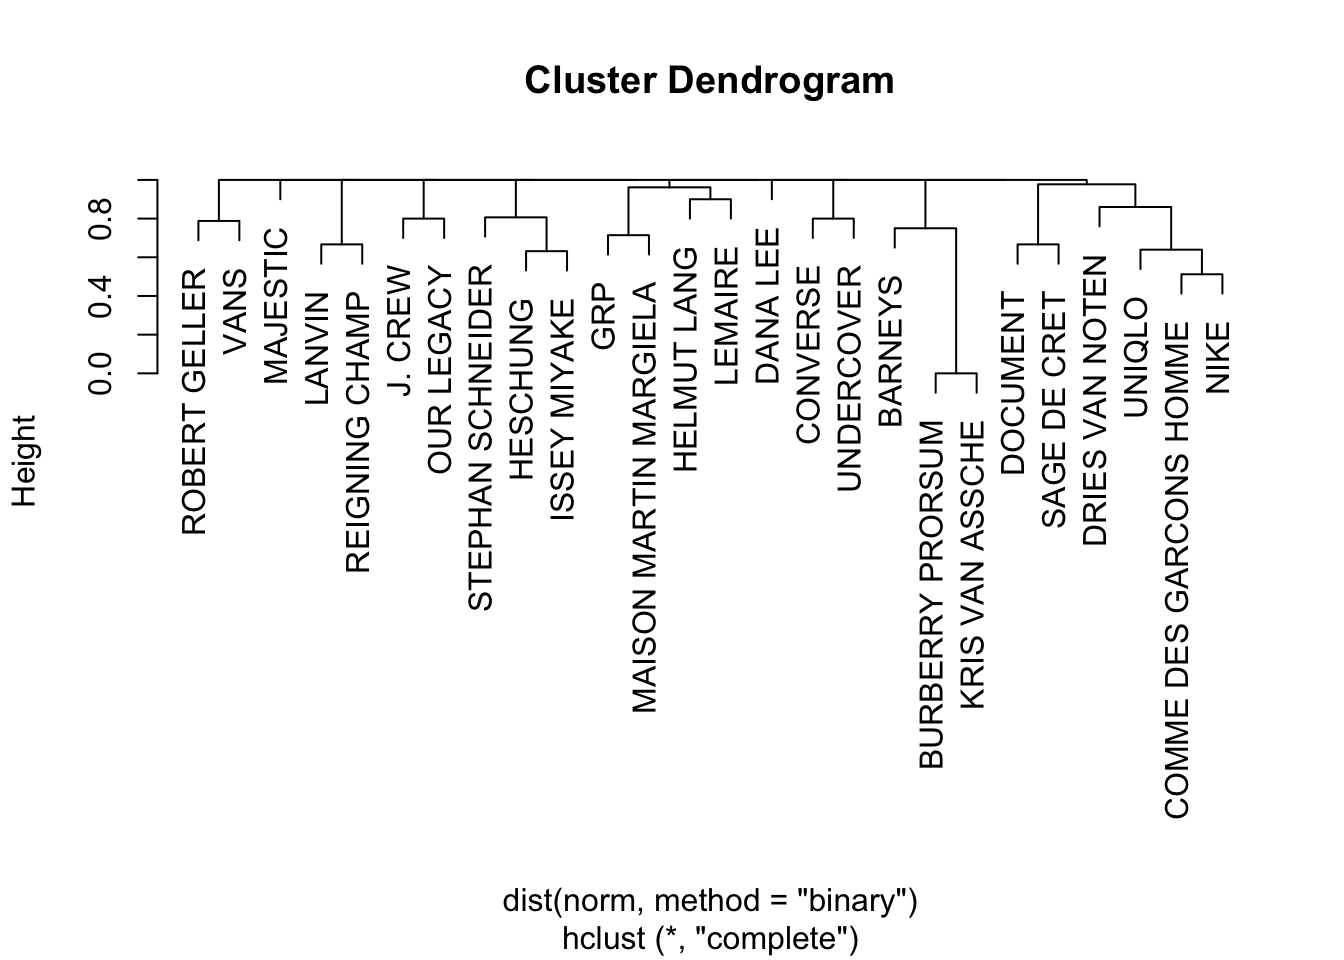 Cluster Dendrogram
Height
0.0
0.4
0.8
ROBERT GELLER
VANS
MAJESTIC
LANVIN
REIGNING CHAMP
J. CREW
OUR LEGACY
STEPHAN SCHNEIDER
HESCHUNG
ISSEY MIYAKE
GRP
MAISON MARTIN MARGIELA
HELMUT LANG
LEMAIRE
DANA LEE
CONVERSE
UNDERCOVER
BARNEYS
BURBERRY PRORSUM
KRIS VAN ASSCHE
DOCUMENT
SAGE DE CRET
DRIES VAN NOTEN
UNIQLO
COMME DES GARCONS HOMME
NIKE
dist(norm, method = "binary")
hclust (*, "complete")